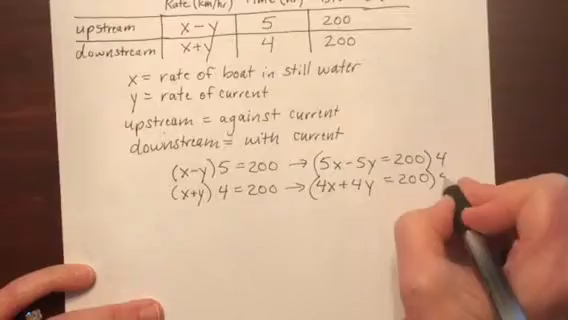 Rate (km/hr)
upstream x-y 5 200
downstream x+y 4 200
x = rate of boat in still water
y = rate of current
upstream = against current
downstream = with current
(x-y) 5 = 200 → (5x-5y = 200) 4
(x+y) 4 = 200 → (4x+4y = 200)